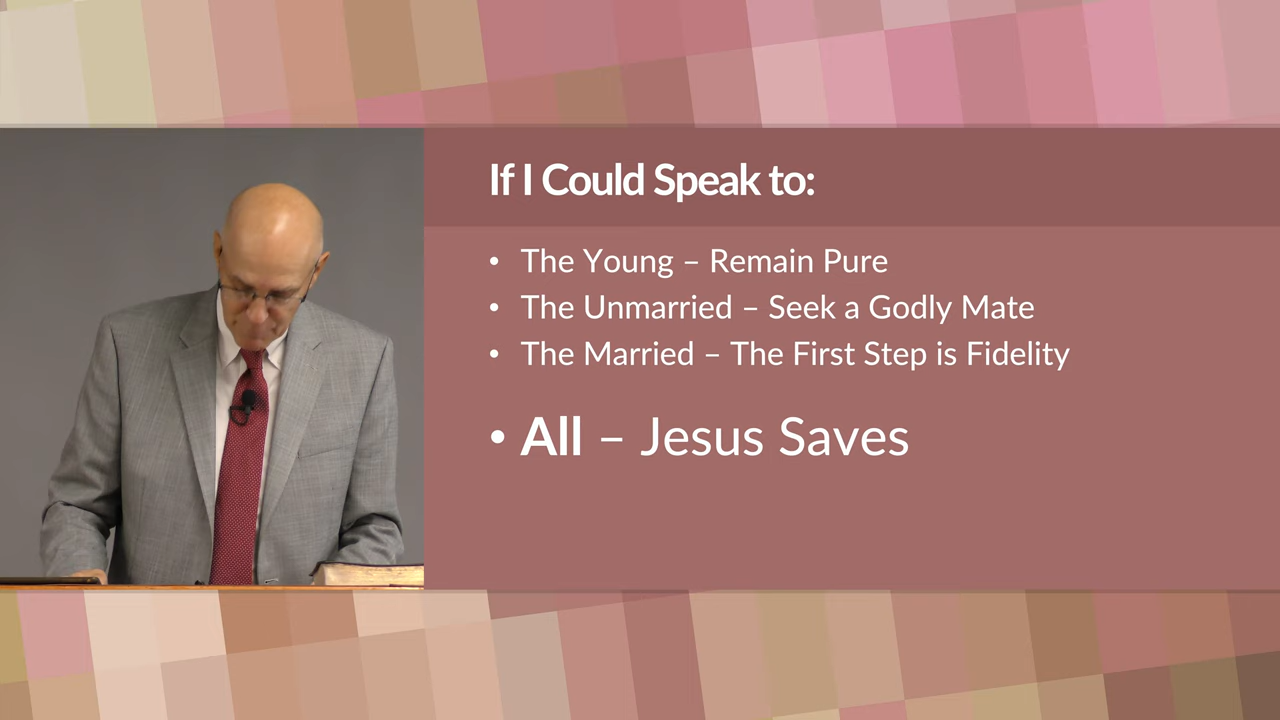 If I Could Speak to:
• The Young – Remain Pure
• The Unmarried – Seek a Godly Mate
• The Married – The First Step is Fidelity
• All – Jesus Saves